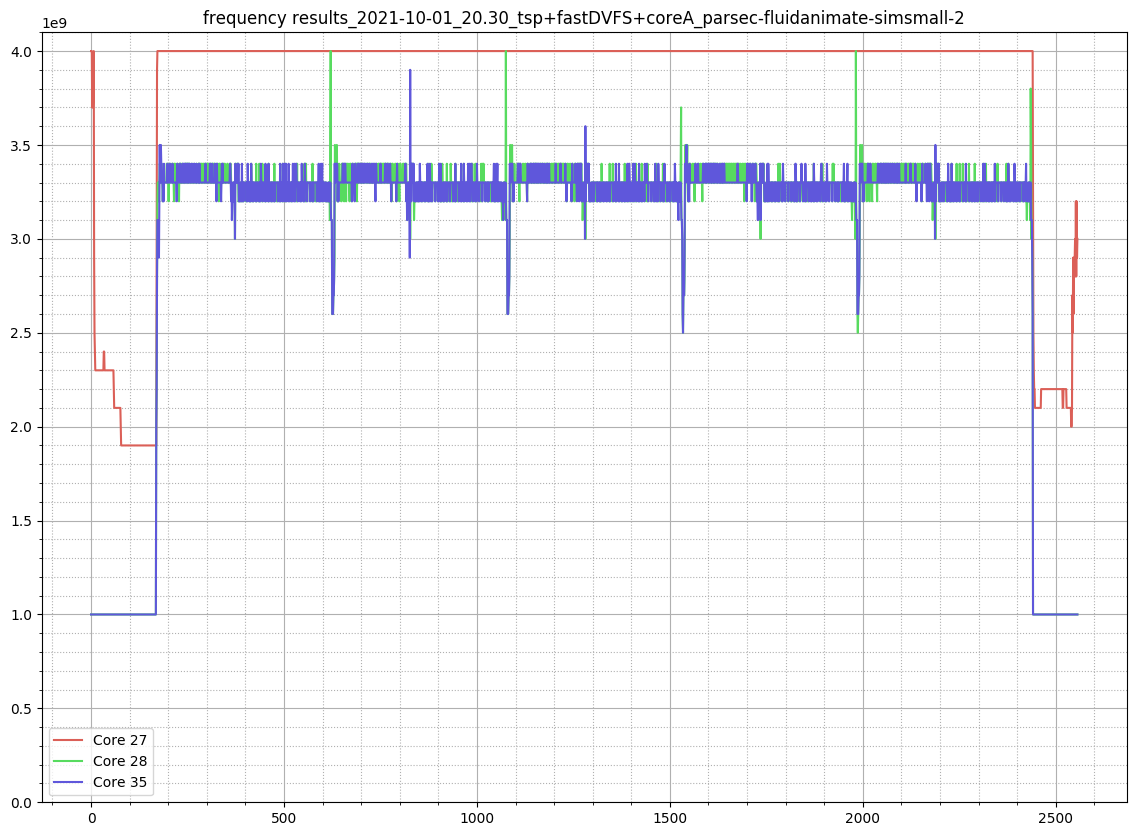 frequency results_2021-10-01_20.30_tsp+fastDVFS+coreA_parsec-fluidanimate-simsmall-2
1e9
4.0
3.5
3.0
2.5
2.0
1.5
1.0
0.5
0.0
Core 27
Core 28
Core 35
0 500 1000 1500 2000 2500